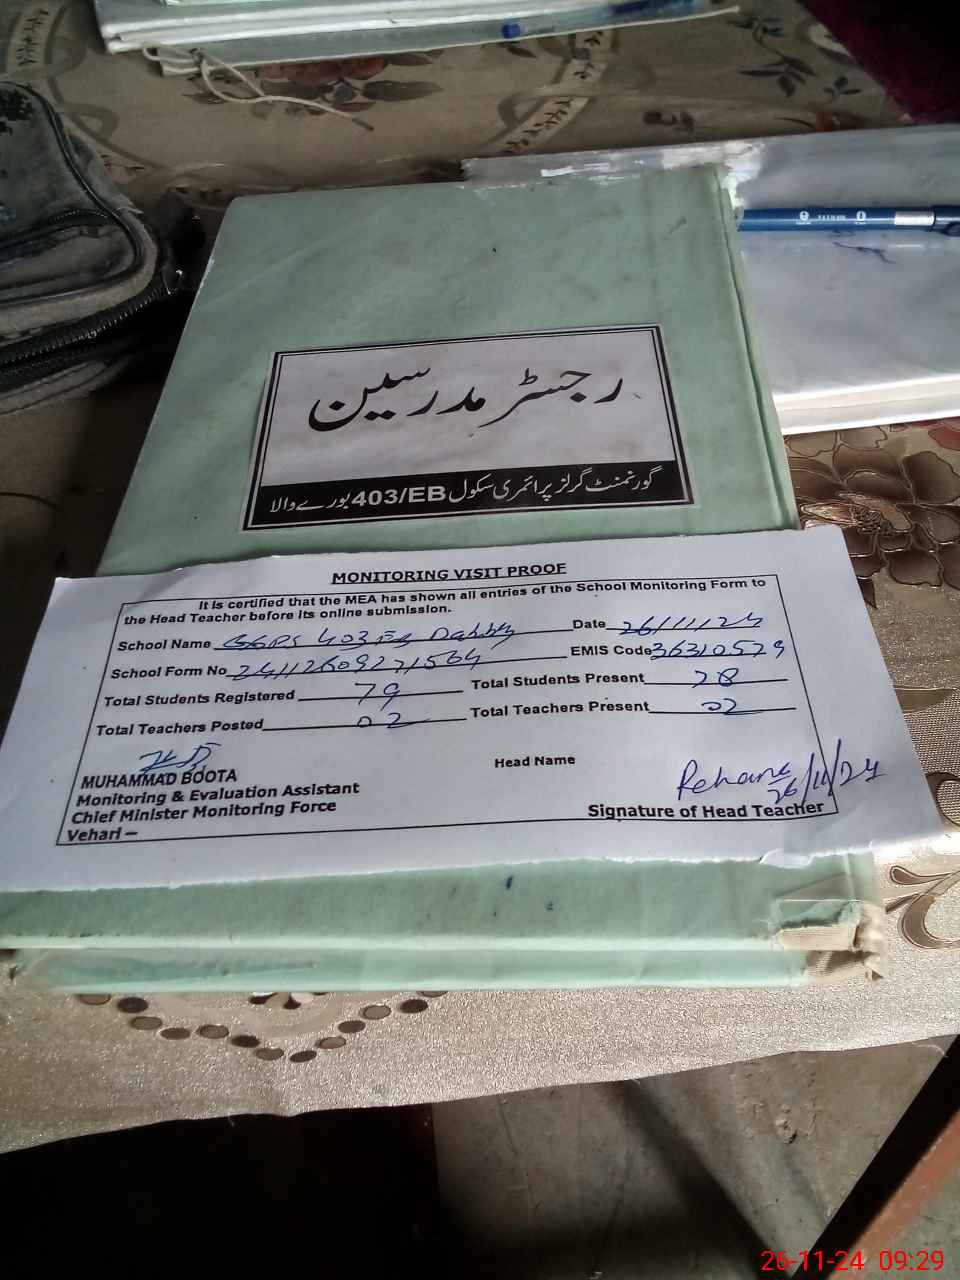 رجسٹر مدرسین
گورنمنٹ گرلز پرائمری سکول 403/EB بورے والا
MONITORING VISIT PROOF
It is certified that the MEA has shown all entries of the School Monitoring Form to
the Head Teacher before its online submission.
School Name GGPS 403 EB Date 26/11/24
School Form No EMIS Code 36310529
Total Students Registered 79 Total Students Present 78
Total Teachers Posted 02 Total Teachers Present 02
MUHAMMAD BOOTA Head Name
Monitoring & Evaluation Assistant Rehana
Chief Minister Monitoring Force 26/11/24
Vehari – Signature of Head Teacher
26-11-24 09:29